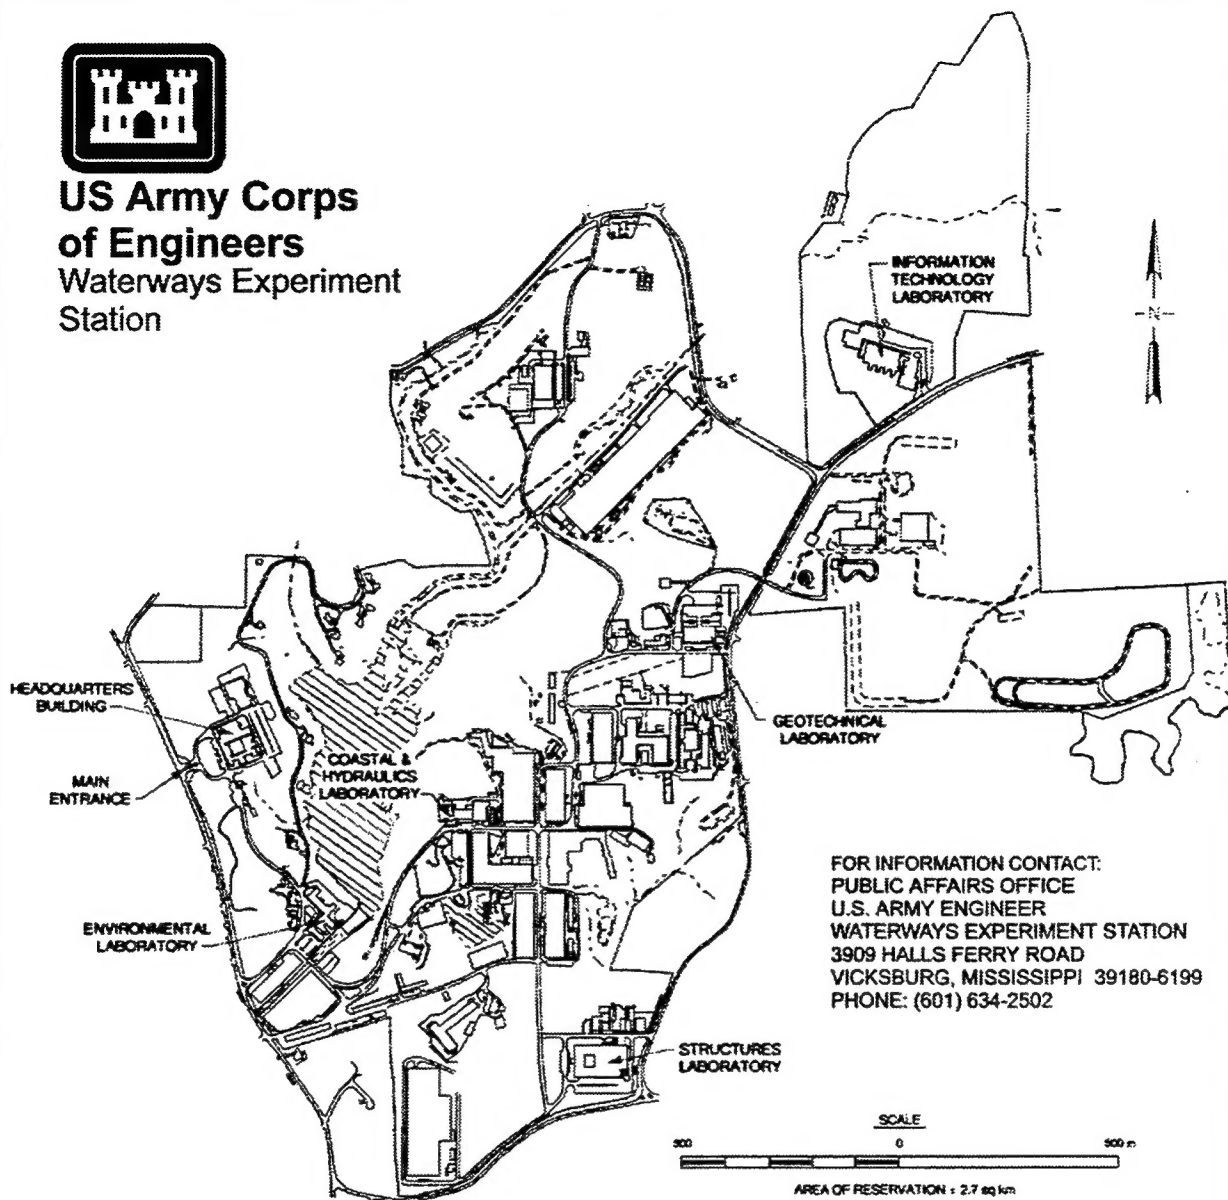 US Army Corps
of Engineers
Waterways Experiment
Station
INFORMATION
TECHNOLOGY
LABORATORY
N
HEADQUARTERS
BUILDING
MAIN
ENTRANCE
COASTAL &
HYDRAULICS
LABORATORY
GEOTECHNICAL
LABORATORY
ENVIRONMENTAL
LABORATORY
FOR INFORMATION CONTACT:
PUBLIC AFFAIRS OFFICE
U.S. ARMY ENGINEER
WATERWAYS EXPERIMENT STATION
3909 HALLS FERRY ROAD
VICKSBURG, MISSISSIPPI 39180-6199
PHONE: (601) 634-2502
STRUCTURES
LABORATORY
SCALE
500 0 500 m
AREA OF RESERVATION = 2.7 sq km